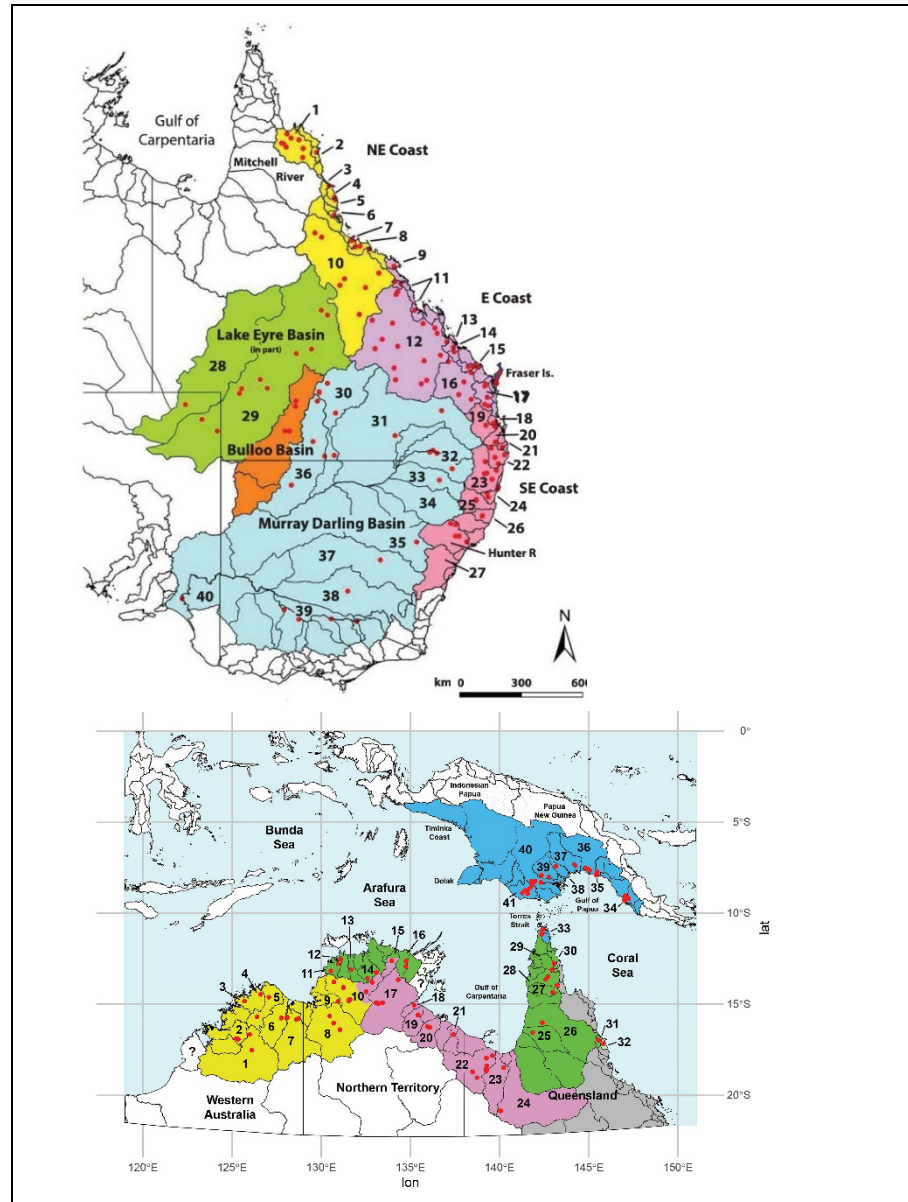 1
Gulf of
Carpentaria
2
NE Coast
Mitchell
River
3
4
5
6
7
8
9
10
11
E Coast
13
14
12
15
Lake Eyre Basin
(in part)
28
Fraser Is.
16
30
17
29
31
19
18
20
Bulloo Basin
21
32
22
36
33
23
SE Coast
24
34
25
Murray Darling Basin
26
35
Hunter R
37
27
38
40
39
N
km 0 300 600
0°
Indonesian
Papua
Papua
New Guinea
5°S
Timinka
Coast
36
Bunda
Sea
40
37
39
Dolak
38
35
Arafura
Sea
41
Gulf of
Papua
34
10°S
Torres
Strait
lat
33
13
15
16
12
29
30
Coral
Sea
14
11
4
Gulf of
Carpentaria
28
3
5
27
17
?
9
10
18
15°S
2
6
19
21
31
8
20
25
26
32
7
?
1
22
23
24
Queensland
Northern Territory
Western
Australia
20°S
120°E 125°E 130°E 135°E 140°E 145°E 150°E
lon